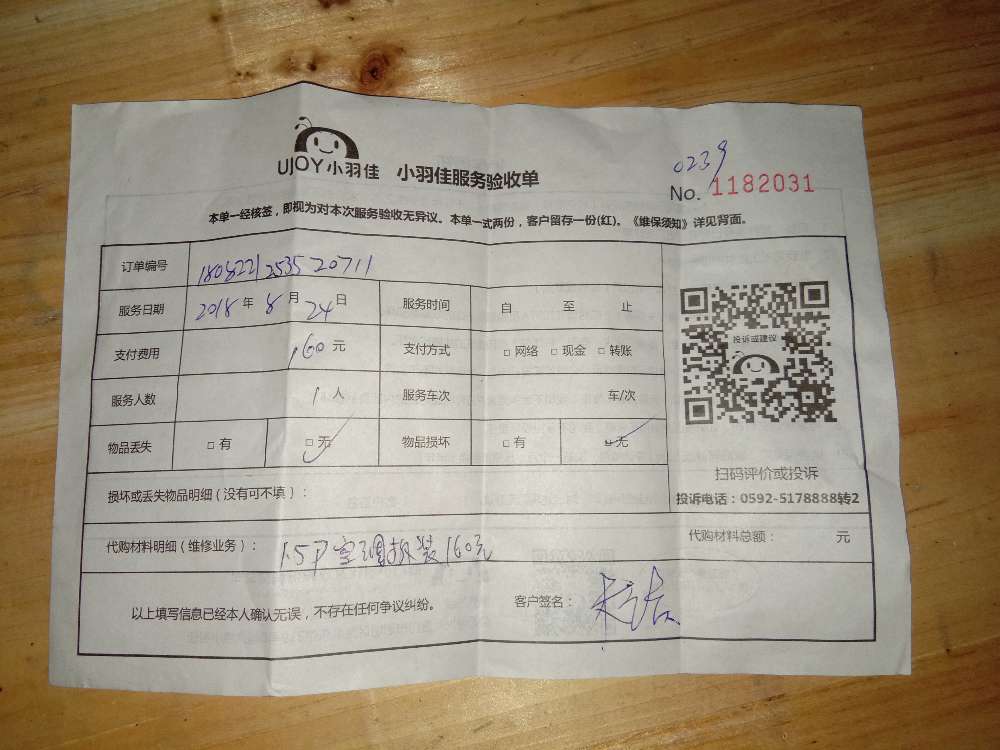 UJOY小羽佳 小羽佳服务验收单
0239
No. 1182031
本单一经核签，即视为对本次服务验收无异议。本单一式两份，客户留存一份(红)。《维保须知》详见背面。
订单编号 1808221253520711
服务日期 2018年8月24日 服务时间 自 至 止
支付费用 160元 支付方式 □网络 □现金 □转账
投诉或建议
服务人数 1人 服务车次 车/次
物品丢失 □有 □无 物品损坏 □有 □无
扫码评价或投诉
损坏或丢失物品明细（没有可不填）：
投诉电话：0592-5178888转2
代购材料明细（维修业务）： 1.5P空调拆装160元
代购材料总额： 元
以上填写信息已经本人确认无误，不存在任何争议纠纷。 客户签名：